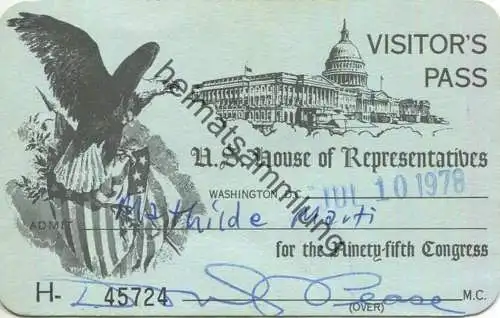 VISITOR'S
PASS
U. S. House of Representatives
WASHINGTON, D.C. JUL 10 1978
ADMIT Mathilde Marti
for the Ninety-fifth Congress
H- 45724 Pease M.C.
(OVER)
heimatsammlung.de